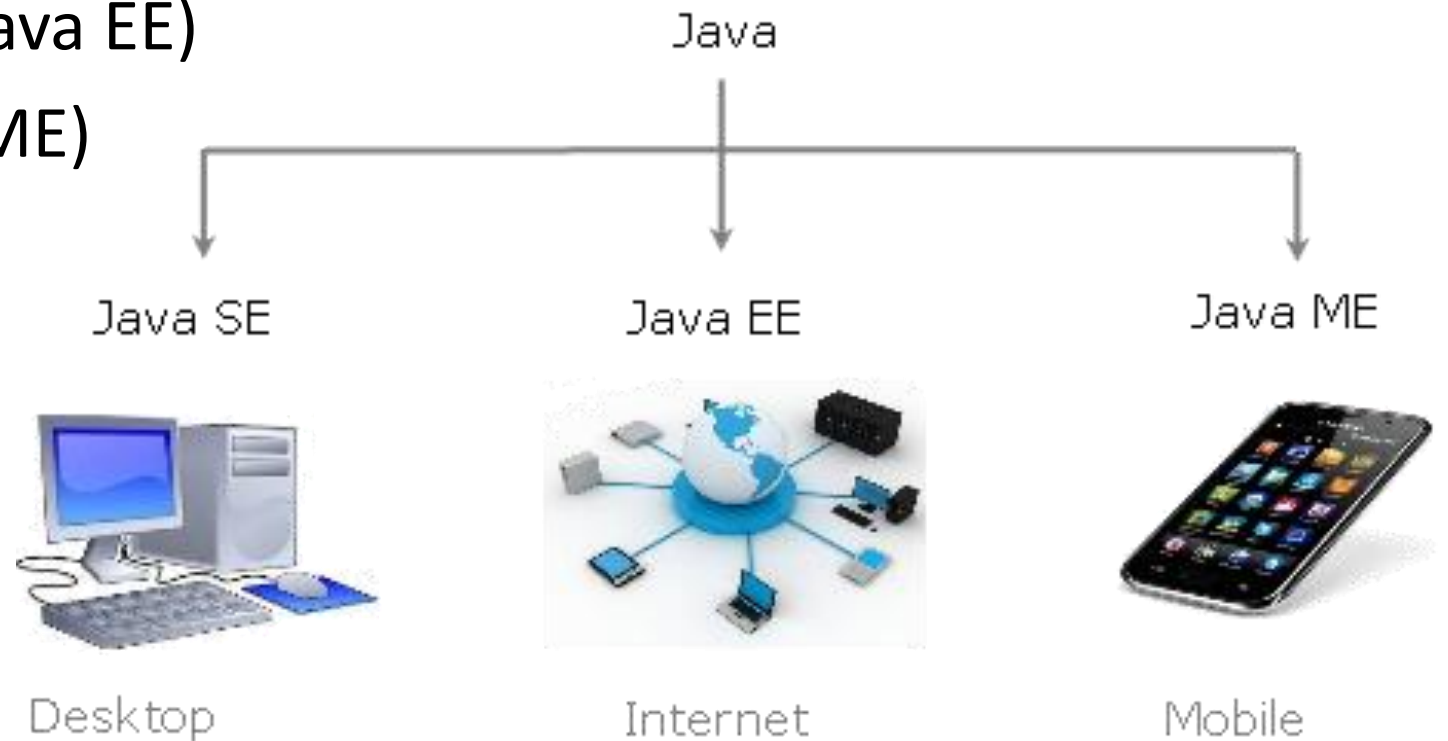 ava EE)
ME)
Java
Java SE
Java EE
Java ME
Desktop
Internet
Mobile